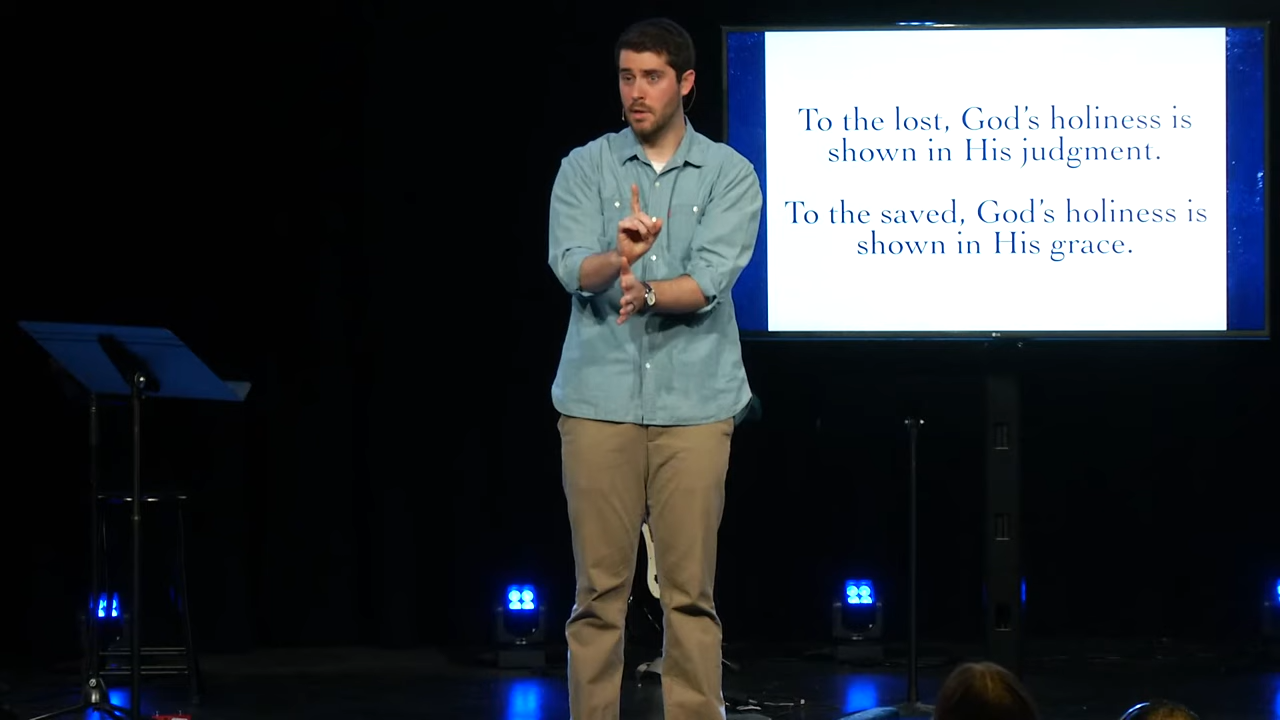 To the lost, God's holiness is
shown in His judgment.
To the saved, God's holiness is
shown in His grace.